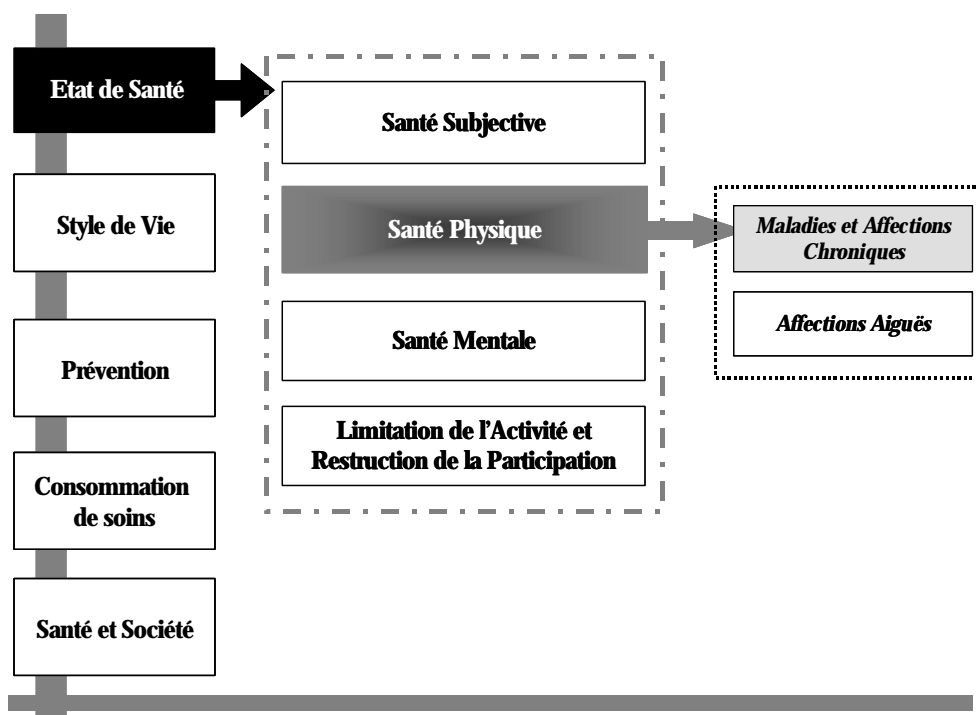 Etat de Santé
Style de Vie
Prévention
Consommation
de soins
Santé et Société
Santé Subjective
Santé Physique
Santé Mentale
Limitation de l'Activité et
Restruction de la Participation
Maladies et Affections
Chroniques
Affections Aiguës